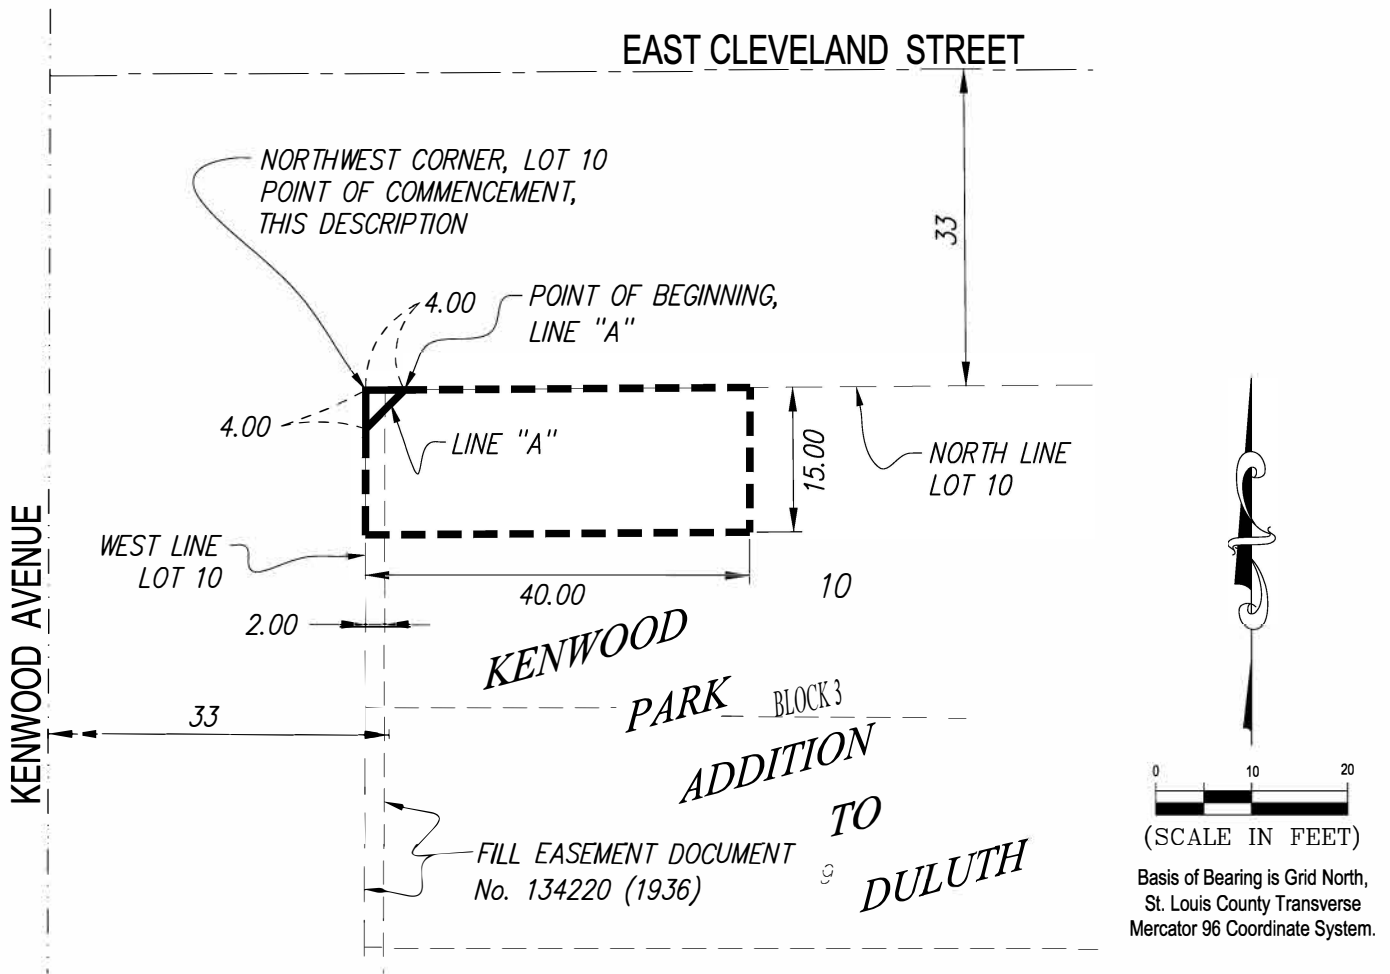 EAST CLEVELAND STREET
NORTHWEST CORNER, LOT 10
POINT OF COMMENCEMENT,
THIS DESCRIPTION
33
4.00
POINT OF BEGINNING,
LINE "A"
4.00
LINE "A"
15.00
NORTH LINE
LOT 10
KENWOOD AVENUE
WEST LINE
LOT 10
40.00
10
2.00
KENWOOD
PARK
BLOCK 3
33
ADDITION
TO
DULUTH
9
FILL EASEMENT DOCUMENT
No. 134220 (1936)
0 10 20
(SCALE IN FEET)
Basis of Bearing is Grid North,
St. Louis County Transverse
Mercator 96 Coordinate System.